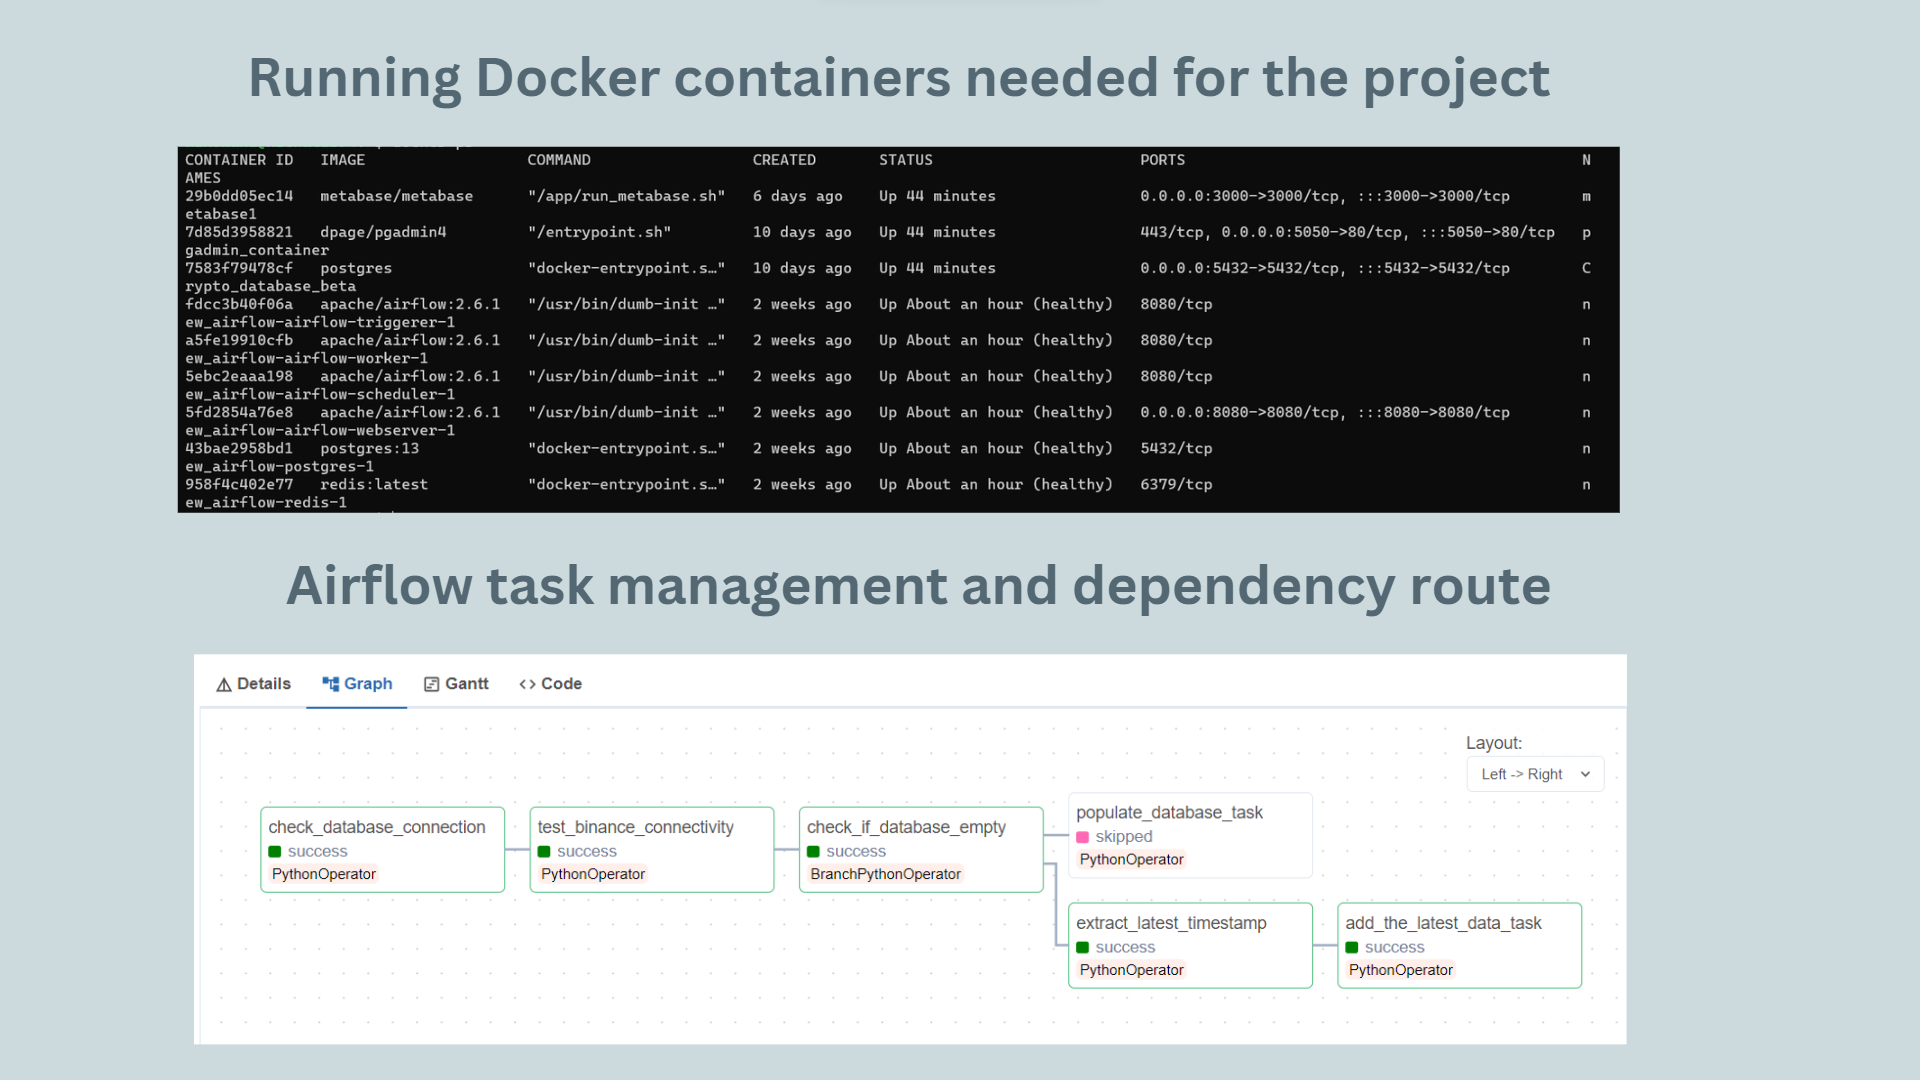 Running Docker containers needed for the project
CONTAINER ID IMAGE COMMAND CREATED STATUS PORTS N
AMES
29b0dd05ec14 metabase/metabase "/app/run_metabase.sh" 6 days ago Up 44 minutes 0.0.0.0:3000->3000/tcp, :::3000->3000/tcp m
etabase1
7d85d3958821 dpage/pgadmin4 "/entrypoint.sh" 10 days ago Up 44 minutes 443/tcp, 0.0.0.0:5050->80/tcp, :::5050->80/tcp p
gadmin_container
7583f79478cf postgres "docker-entrypoint.s…" 10 days ago Up 44 minutes 0.0.0.0:5432->5432/tcp, :::5432->5432/tcp C
rypto_database_beta
fdcc3b40f06a apache/airflow:2.6.1 "/usr/bin/dumb-init …" 2 weeks ago Up About an hour (healthy) 8080/tcp n
ew_airflow-airflow-triggerer-1
a5fe19910cfb apache/airflow:2.6.1 "/usr/bin/dumb-init …" 2 weeks ago Up About an hour (healthy) 8080/tcp n
ew_airflow-airflow-worker-1
5ebc2eaaa198 apache/airflow:2.6.1 "/usr/bin/dumb-init …" 2 weeks ago Up About an hour (healthy) 8080/tcp n
ew_airflow-airflow-scheduler-1
5fd2854a76e8 apache/airflow:2.6.1 "/usr/bin/dumb-init …" 2 weeks ago Up About an hour (healthy) 0.0.0.0:8080->8080/tcp, :::8080->8080/tcp n
ew_airflow-airflow-webserver-1
43bae2958bd1 postgres:13 "docker-entrypoint.s…" 2 weeks ago Up About an hour (healthy) 5432/tcp n
ew_airflow-postgres-1
958f4c402e77 redis:latest "docker-entrypoint.s…" 2 weeks ago Up About an hour (healthy) 6379/tcp n
ew_airflow-redis-1
Airflow task management and dependency route
Details Graph Gantt Code
Layout:
Left -> Right
check_database_connection
success
PythonOperator
test_binance_connectivity
success
PythonOperator
check_if_database_empty
success
BranchPythonOperator
populate_database_task
skipped
PythonOperator
extract_latest_timestamp
success
PythonOperator
add_the_latest_data_task
success
PythonOperator